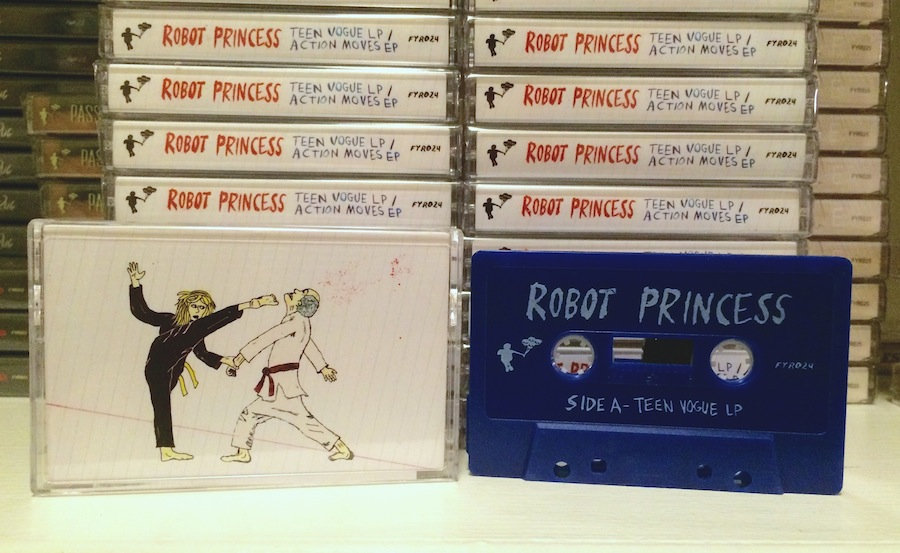 ROBOT PRINCESS TEEN VOGUE LP /
ACTION MOVES EP FYR024
ROBOT PRINCESS TEEN VOGUE LP /
ACTION MOVES EP FYR024
ROBOT PRINCESS TEEN VOGUE LP /
ACTION MOVES EP FYR024
ROBOT PRINCESS TEEN VOGUE LP /
ACTION MOVES EP FYR024
ROBOT PRINCESS TEEN VOGUE LP /
ACTION MOVES EP FYR024
ROBOT PRINCESS TEEN VOGUE LP /
ACTION MOVES EP FYR024
ROBOT PRINCESS TEEN VOGUE LP /
ACTION MOVES EP FYR024
ROBOT PRINCESS TEEN VOGUE LP /
ACTION MOVES EP FYR024
PASS
PAS
PA
ROBOT PRINCESS
LP /
FYR024
SIDE A - TEEN VOGUE LP